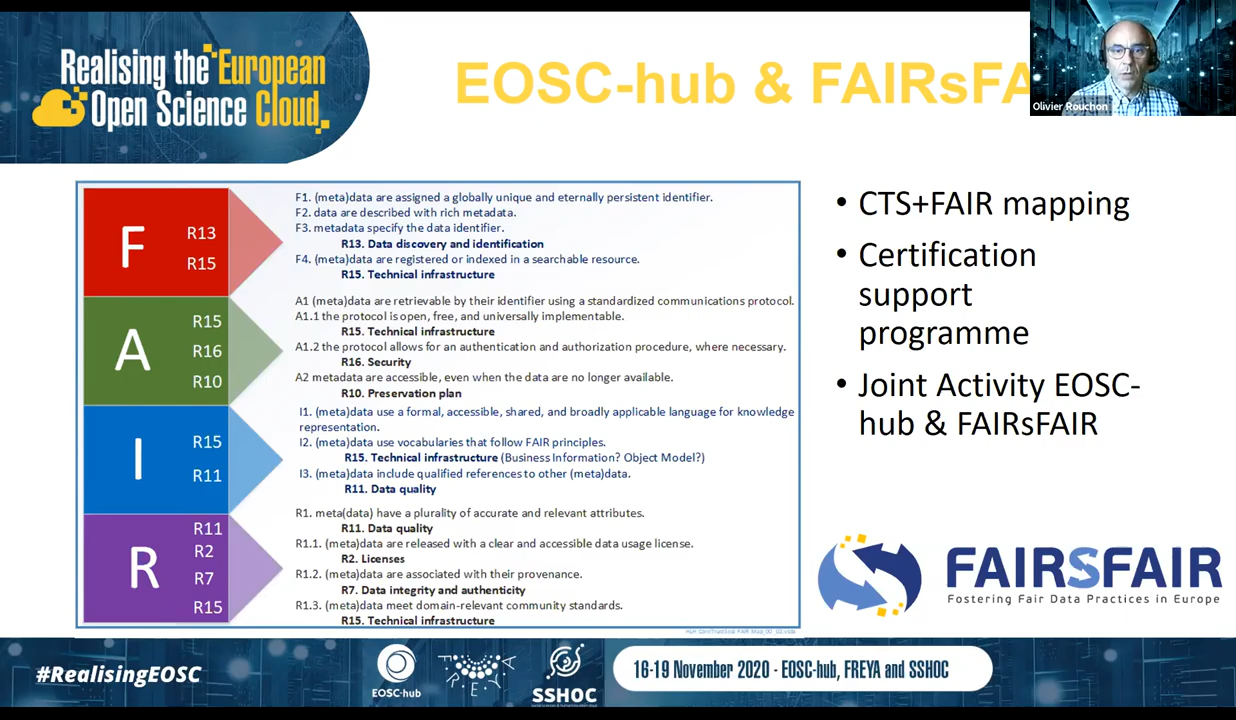 Realising the European
Open Science Cloud
EOSC-hub & FAIRsFA
Olivier Rouchon
F
R13
R15
F1. (meta)data are assigned a globally unique and eternally persistent identifier.
F2. data are described with rich metadata.
F3. metadata specify the data identifier.
R13. Data discovery and identification
F4. (meta)data are registered or indexed in a searchable resource.
R15. Technical infrastructure
A
R15
R16
R10
A1 (meta)data are retrievable by their identifier using a standardized communications protocol.
A1.1 the protocol is open, free, and universally implementable.
R15. Technical infrastructure
A1.2 the protocol allows for an authentication and authorization procedure, where necessary.
R16. Security
A2 metadata are accessible, even when the data are no longer available.
R10. Preservation plan
I
R15
R11
I1. (meta)data use a formal, accessible, shared, and broadly applicable language for knowledge
representation.
I2. (meta)data use vocabularies that follow FAIR principles.
R15. Technical infrastructure (Business Information? Object Model?)
I3. (meta)data include qualified references to other (meta)data.
R11. Data quality
R
R11
R2
R7
R15
R1. meta(data) have a plurality of accurate and relevant attributes.
R11. Data quality
R1.1. (meta)data are released with a clear and accessible data usage license.
R2. Licenses
R1.2. (meta)data are associated with their provenance.
R7. Data integrity and authenticity
R1.3. (meta)data meet domain-relevant community standards.
R15. Technical infrastructure
• CTS+FAIR mapping
• Certification
support
programme
• Joint Activity EOSC-
hub & FAIRsFAIR
FAIRSFAIR
Fostering Fair Data Practices in Europe
#RealisingEOSC
EOSC-hub
FREYA
SSHOC
16-19 November 2020 - EOSC-hub, FREYA and SSHOC